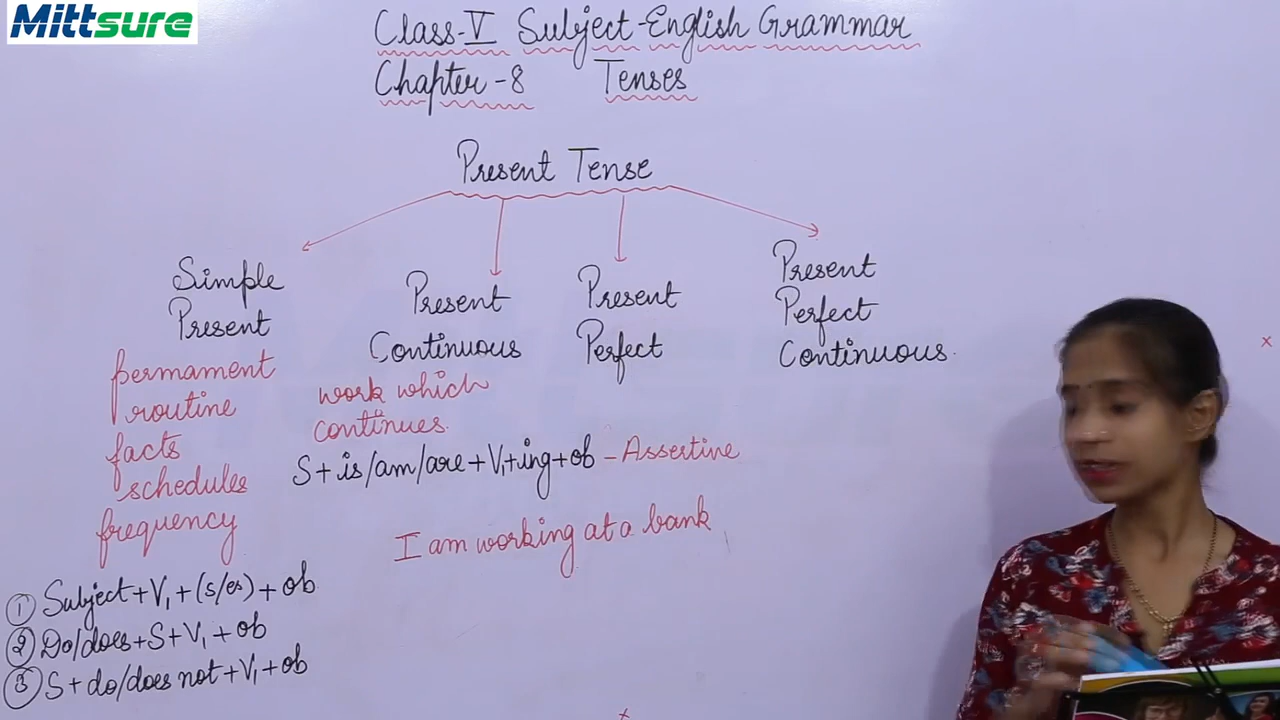 Mittsure
Class-V Subject-English Grammar
Chapter-8 Tenses
Present Tense
Simple
Present
permament
routine
facts
schedules
frequency
① Subject+V₁+(s/es)+ob
② Do/does+S+V₁+ob
③ S+do/does not+V₁+ob
Present
Continuous
work which
continues.
S+is/am/are+V₁+ing+ob-Assertine
I am working at a bank
Present
Perfect
Present
Perfect
Continuous.
x
x